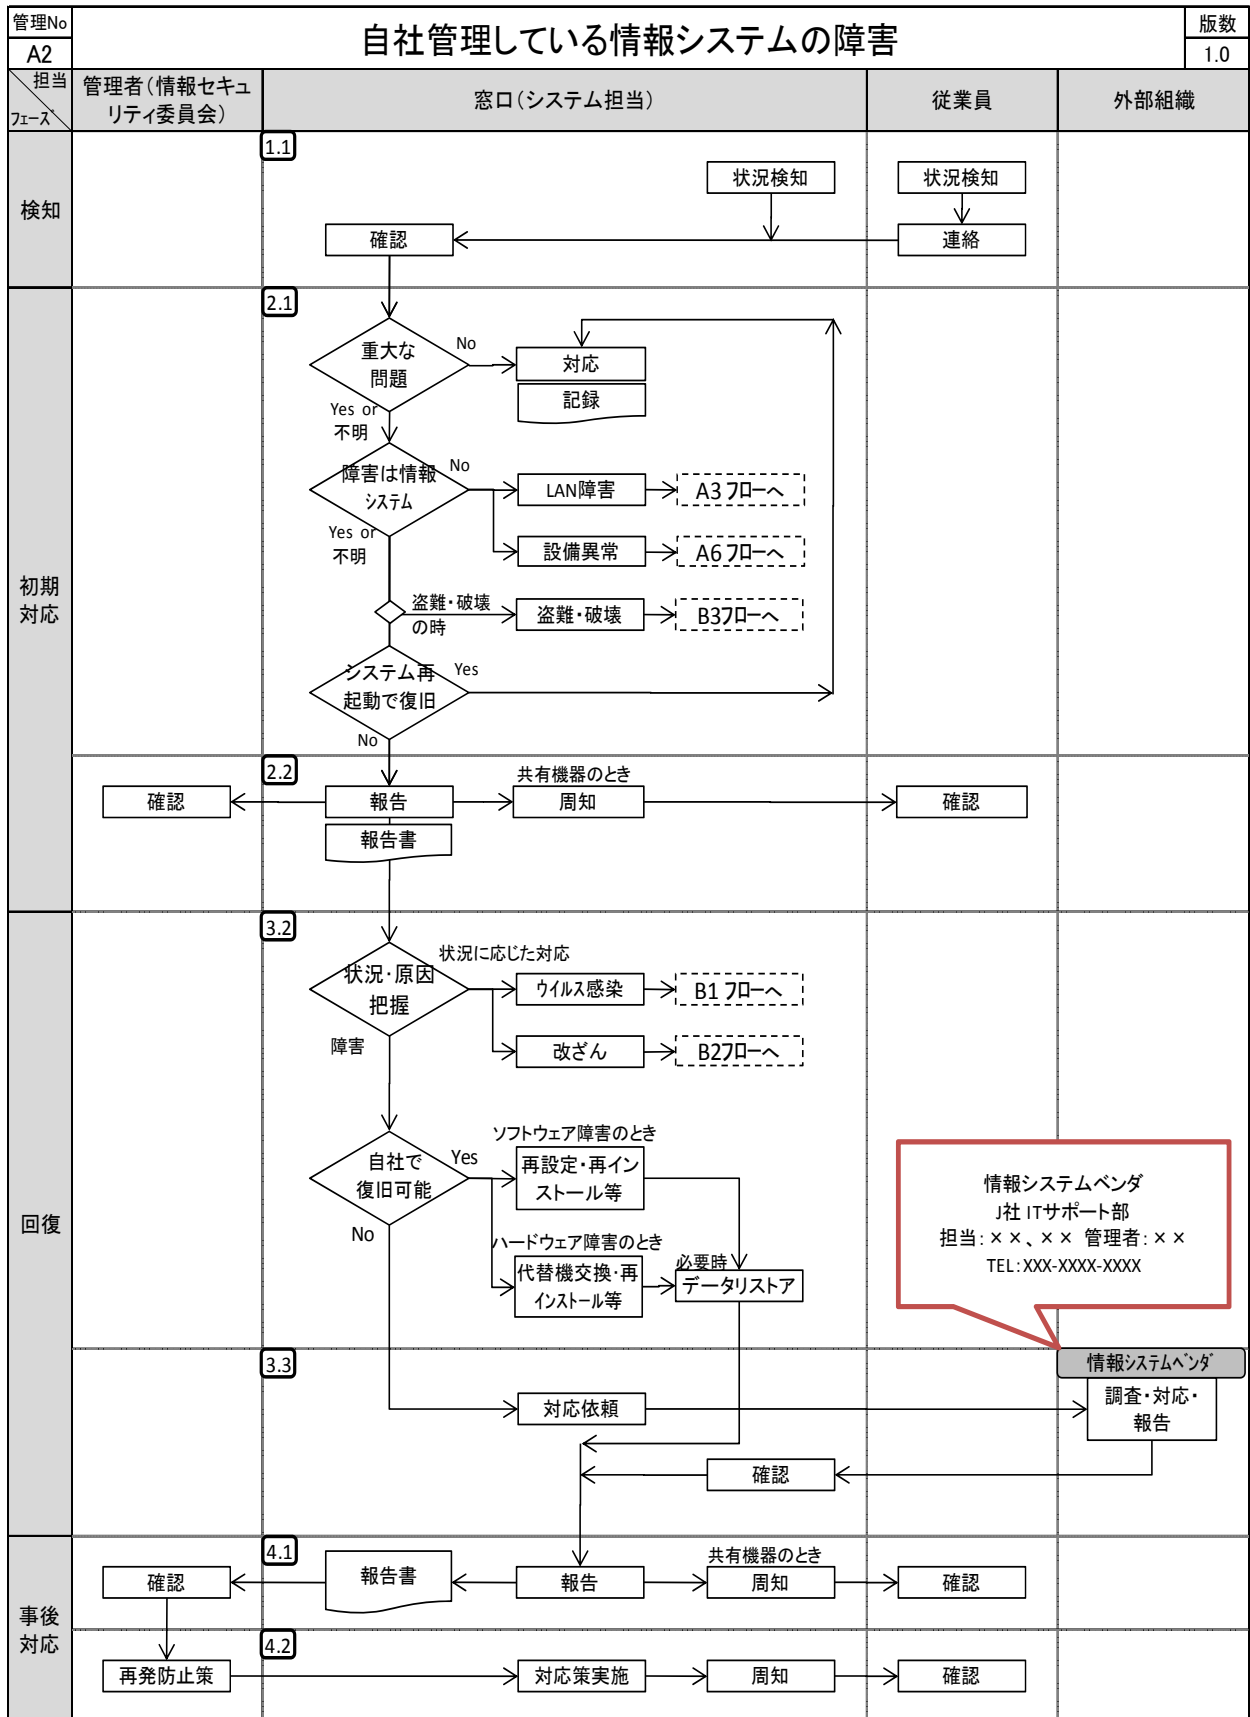 管理No
A2
自社管理している情報システムの障害
版数
1.0
担当
フェーズ
管理者(情報セキュ
リティ委員会)
窓口(システム担当)
従業員
外部組織
検知
1.1
状況検知
状況検知
確認
連絡
初期
対応
2.1
重大な
問題
No
対応
記録
Yes or
不明
障害は情報
システム
No
LAN障害
A3 フローへ
設備異常
A6 フローへ
Yes or
不明
盗難・破壊
の時
盗難・破壊
B3フローへ
システム再
起動で復旧
Yes
No
2.2
共有機器のとき
確認
報告
周知
確認
報告書
回復
3.2
状況・原因
把握
状況に応じた対応
ウイルス感染
B1 フローへ
改ざん
B2フローへ
障害
自社で
復旧可能
Yes
ソフトウェア障害のとき
再設定・再イン
ストール等
No
ハードウェア障害のとき
代替機交換・再
インストール等
必要時
データリストア
情報システムベンダ
J社 ITサポート部
担当:××、×× 管理者:××
TEL:XXX-XXXX-XXXX
3.3
情報システムベンダ
対応依頼
調査・対応・
報告
確認
事後
対応
4.1
共有機器のとき
確認
報告書
報告
周知
確認
4.2
再発防止策
対応策実施
周知
確認